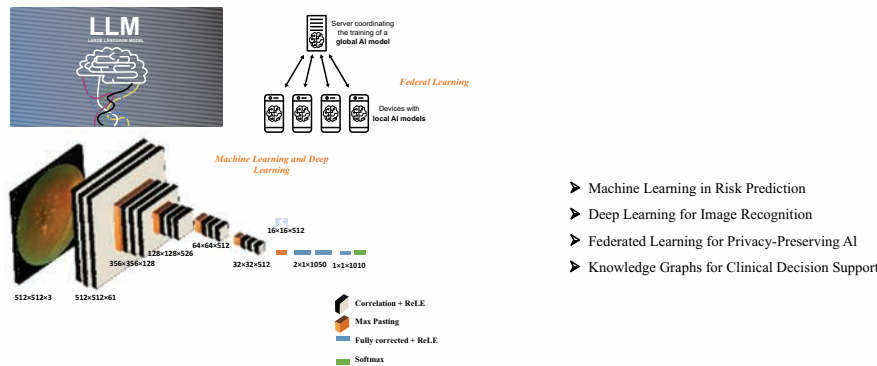 LLM
LARGE LANGUAGE MODEL
Server coordinating
the training of a
global AI model
Federal Learning
Devices with
local AI models
Machine Learning and Deep
Learning
16×16×512
64×64×512
128×128×526
356×356×128
32×32×512
2×1×1050
1×1×1010
512×512×3
512×512×61
Correlation + ReLE
Max Pasting
Fully corrected + ReLE
Softmax
➤ Machine Learning in Risk Prediction
➤ Deep Learning for Image Recognition
➤ Federated Learning for Privacy-Preserving Al
➤ Knowledge Graphs for Clinical Decision Support